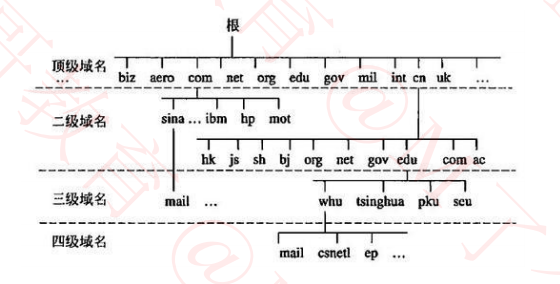 根
顶级域名 biz aero com net org edu gov mil int cn uk ...
...
二级域名 sina ... ibm hp mot
hk js sh bj org net gov edu com ac
三级域名 mail ... whu tsinghua pku scu
四级域名 mail csnetl ep ...